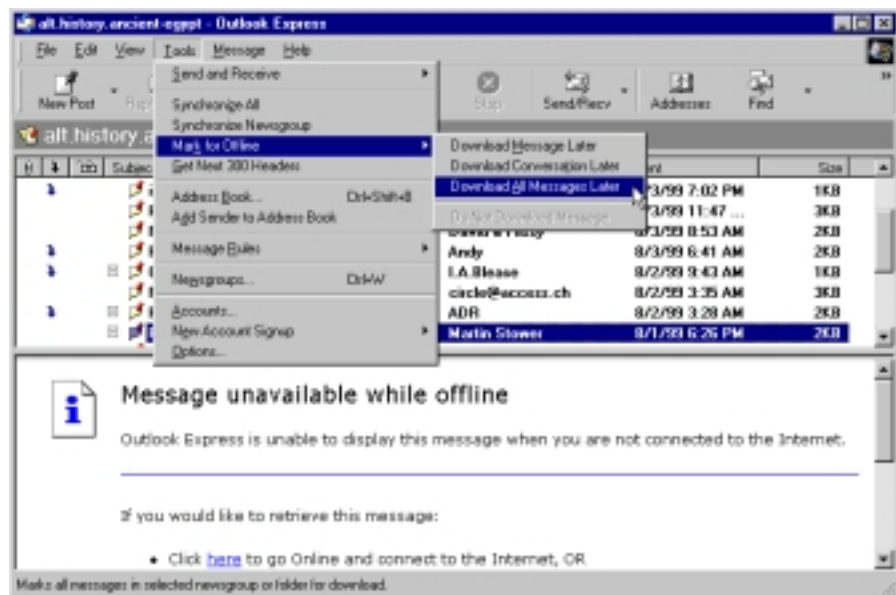 alt.history.ancient-egypt - Outlook Express
File Edit View Tools Message Help
New Post Stop Send/Recv Addresses Find
Send and Receive
Synchronize All
Synchronize Newsgroup
Mark for Offline
Get Next 300 Headers
Address Book... Ctrl+Shift+B
Add Sender to Address Book
Message Rules
Newsgroups... Ctrl+W
Accounts...
New Account Signup
Options...
Download Message Later
Download Conversation Later
Download All Messages Later
Do Not Download Message
alt.history.a
Subjec Size
/3/99 7:02 PM 1KB
/3/99 11:47 ... 3KB
8/3/99 8:53 AM 2KB
Andy 8/3/99 6:41 AM 2KB
I.A.Blease 8/2/99 9:43 AM 1KB
circle@access.ch 8/2/99 3:35 AM 3KB
ADR 8/2/99 3:28 AM 2KB
Martin Stower 8/1/99 6:26 PM 2KB
Message unavailable while offline
Outlook Express is unable to display this message when you are not connected to the Internet.
If you would like to retrieve this message:
• Click here to go Online and connect to the Internet, OR
Marks all messages in selected newsgroup or folder for download.